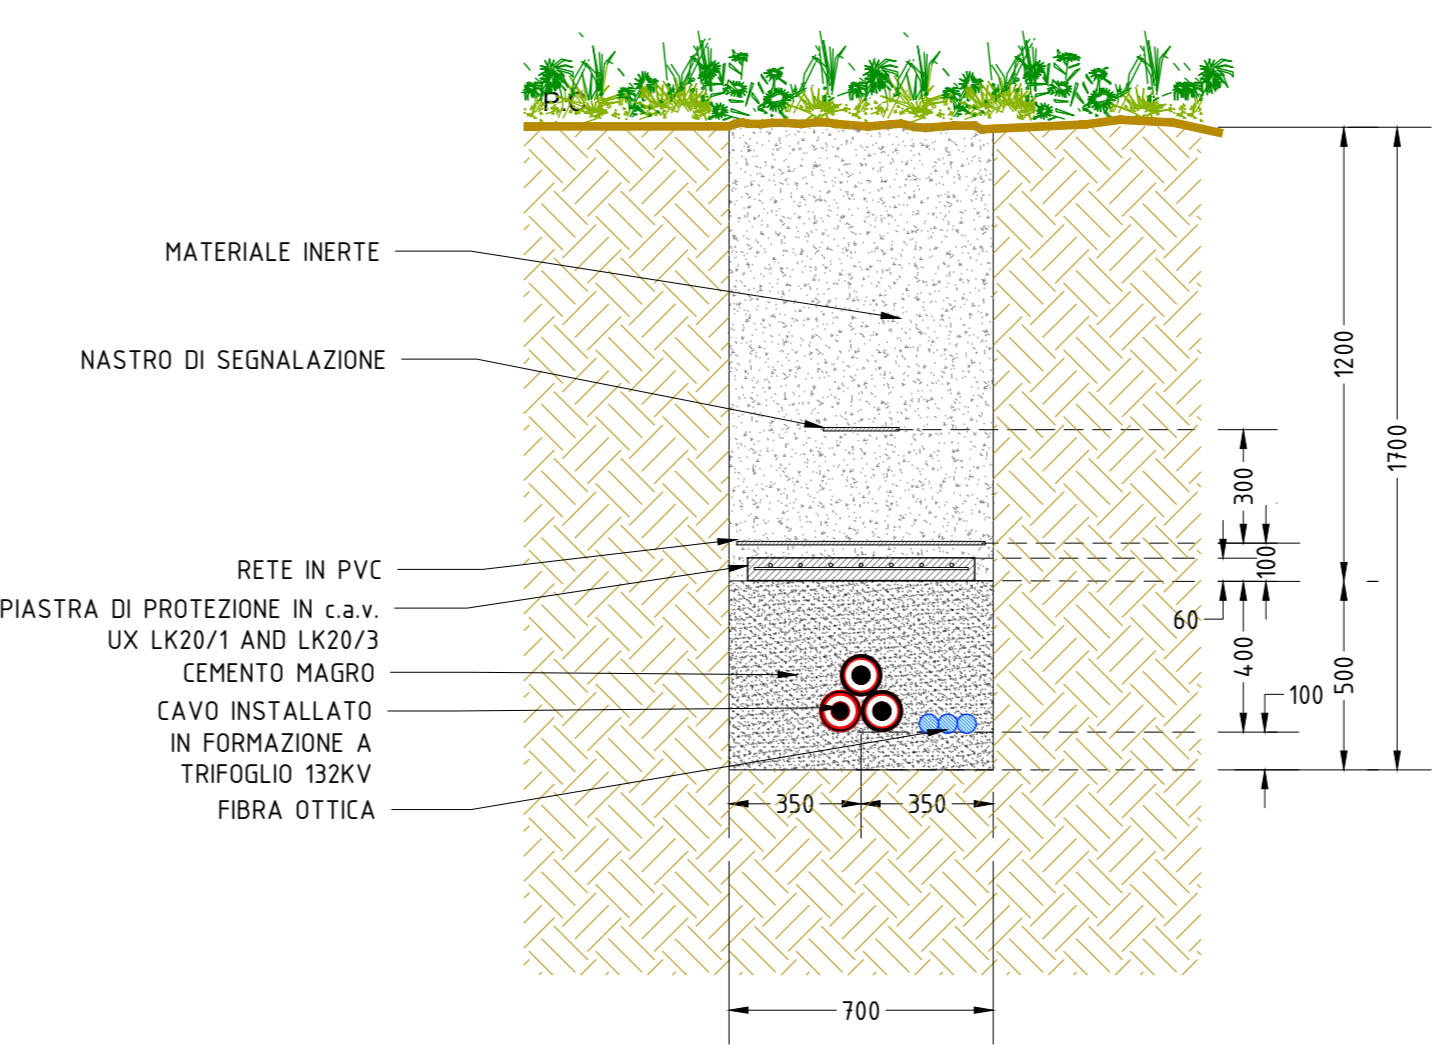 P.C
MATERIALE INERTE
NASTRO DI SEGNALAZIONE
RETE IN PVC
PIASTRA DI PROTEZIONE IN c.a.v.
UX LK20/1 AND LK20/3
CEMENTO MAGRO
CAVO INSTALLATO
IN FORMAZIONE A
TRIFOGLIO 132KV
FIBRA OTTICA
1200
1700
300
100
60
400
100
500
350
350
700